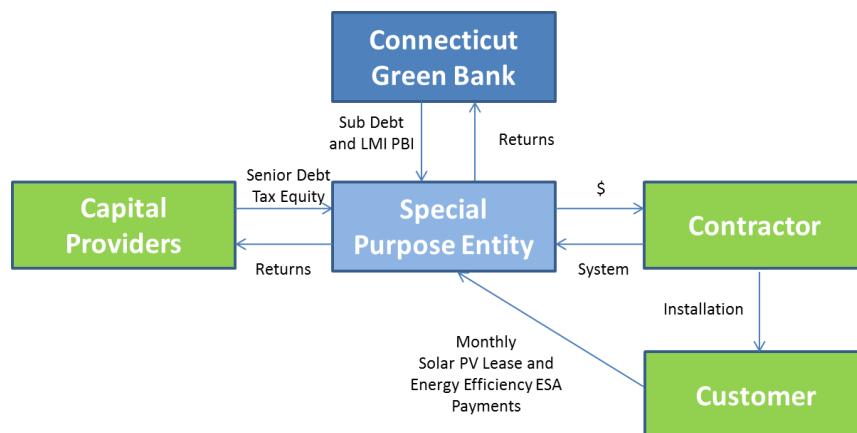 Connecticut
Green Bank
Sub Debt
and LMI PBI
Returns
Senior Debt
Tax Equity
$
Capital
Providers
Special
Purpose Entity
Contractor
Returns
System
Installation
Monthly
Solar PV Lease and
Energy Efficiency ESA
Payments
Customer